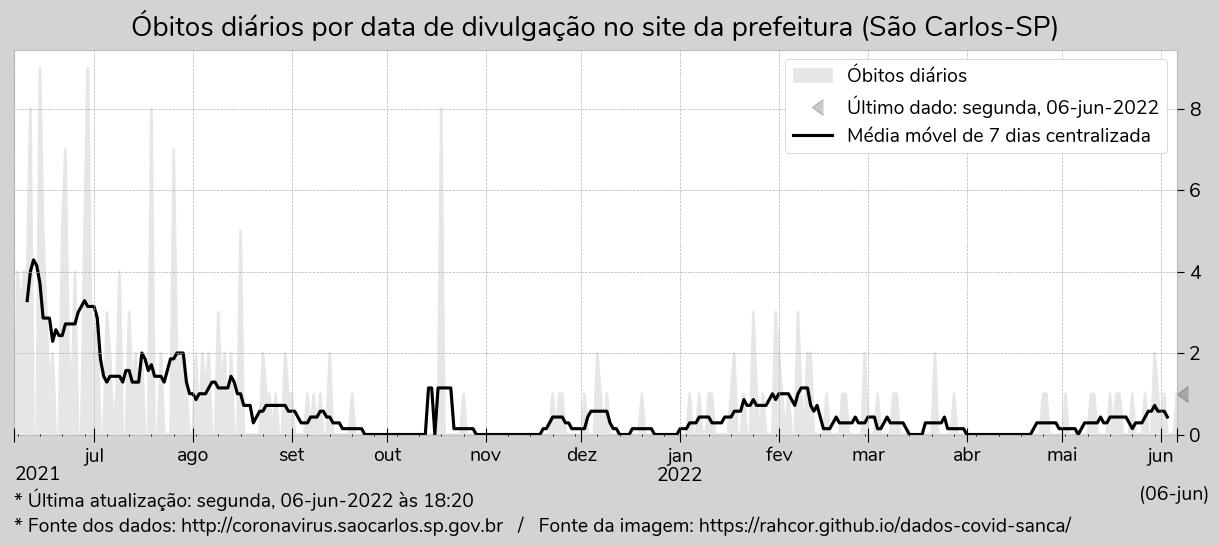 Óbitos diários por data de divulgação no site da prefeitura (São Carlos-SP)
Óbitos diários
Último dado: segunda, 06-jun-2022
Média móvel de 7 dias centralizada
8
6
4
2
0
jul ago set out nov dez jan fev mar abr mai jun
2021 2022
(06-jun)
* Última atualização: segunda, 06-jun-2022 às 18:20
* Fonte dos dados: http://coronavirus.saocarlos.sp.gov.br / Fonte da imagem: https://rahcor.github.io/dados-covid-sanca/